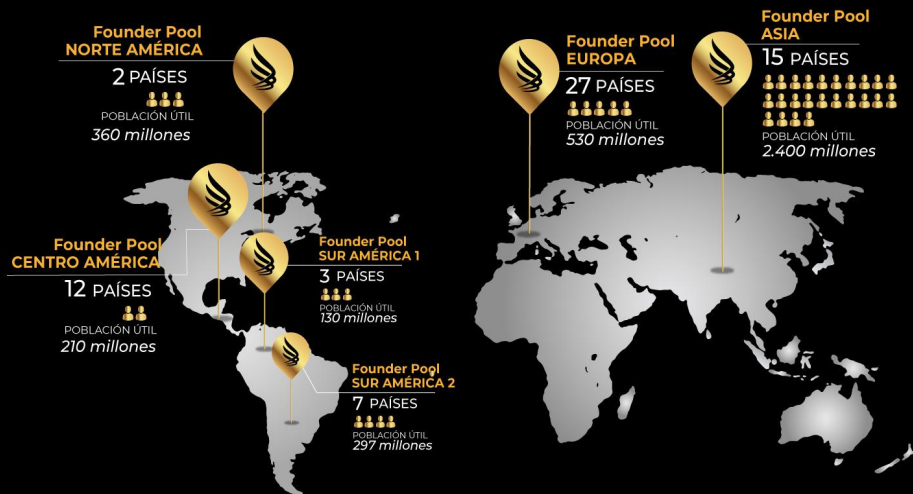 Founder Pool
NORTE AMÉRICA
2 PAÍSES
POBLACIÓN ÚTIL
360 millones
Founder Pool
CENTRO AMÉRICA
12 PAÍSES
POBLACIÓN ÚTIL
210 millones
Founder Pool
SUR AMÉRICA 1
3 PAÍSES
POBLACIÓN ÚTIL
130 millones
Founder Pool
SUR AMÉRICA 2
7 PAÍSES
POBLACIÓN ÚTIL
297 millones
Founder Pool
EUROPA
27 PAÍSES
POBLACIÓN ÚTIL
530 millones
Founder Pool
ASIA
15 PAÍSES
POBLACIÓN ÚTIL
2.400 millones